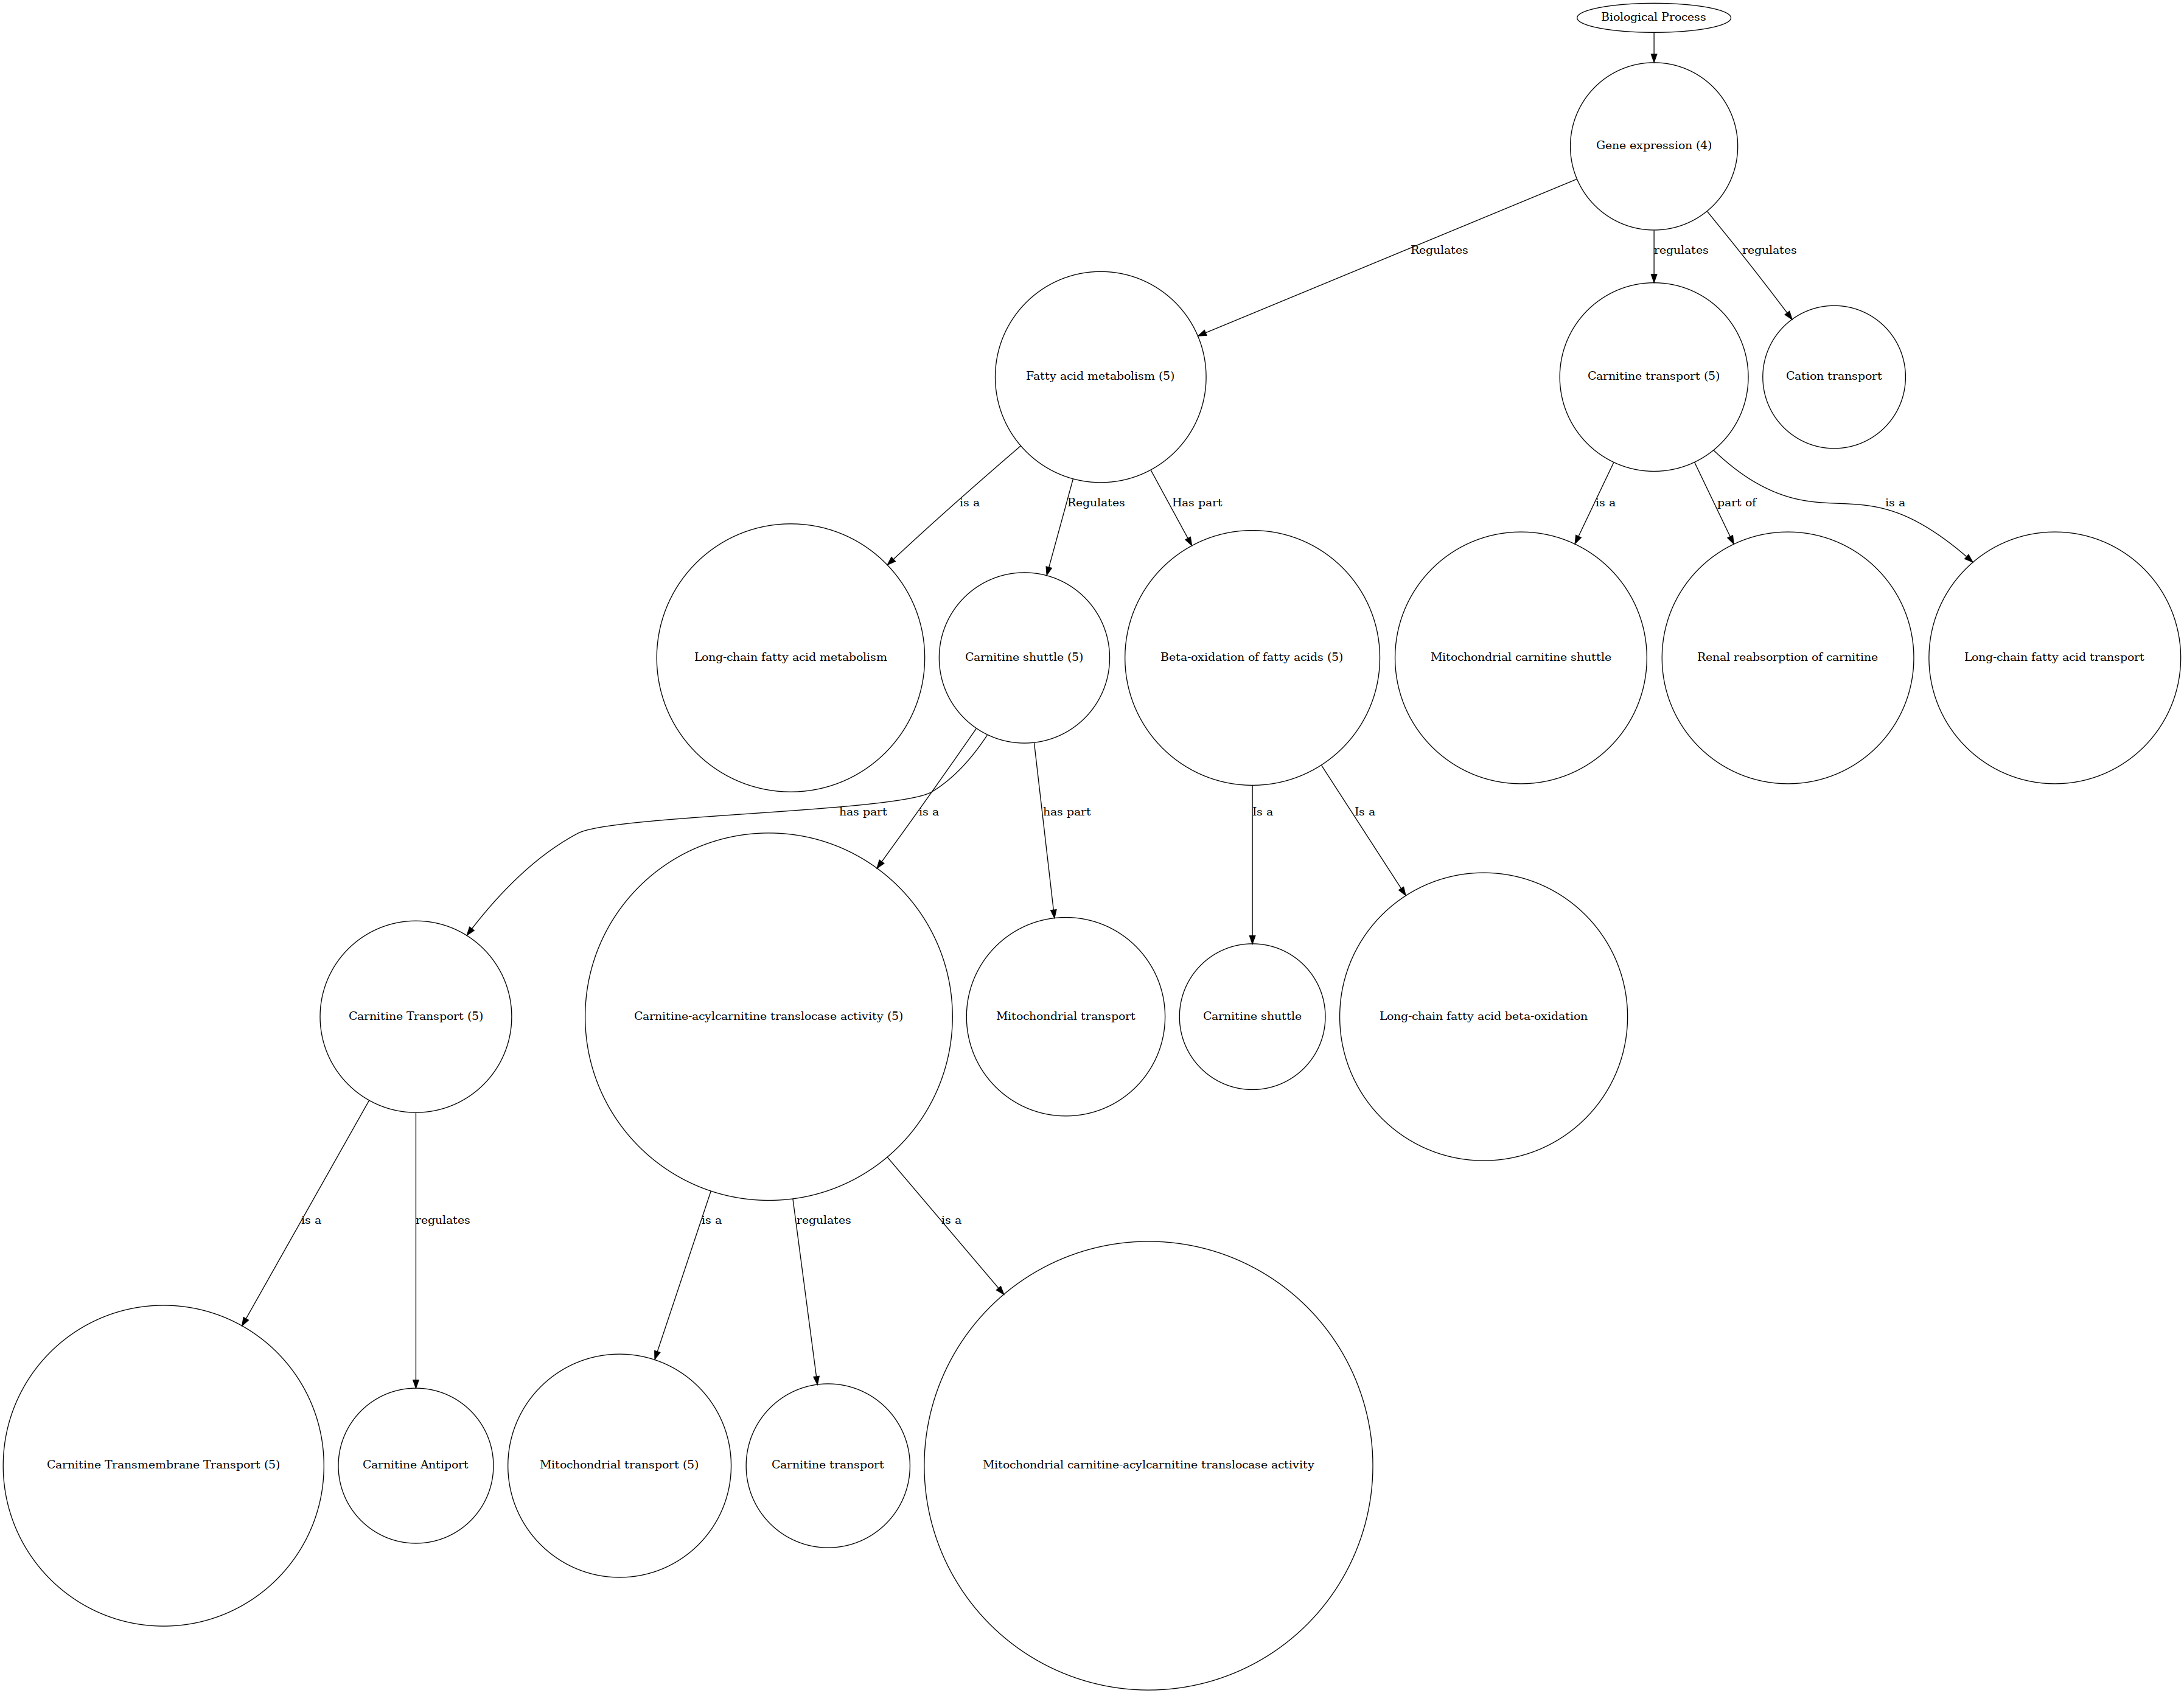 Biological Process
Gene expression (4)
Regulates
regulates
regulates
Fatty acid metabolism (5)
Carnitine transport (5)
Cation transport
is a
Regulates
Has part
is a
part of
is a
Long-chain fatty acid metabolism
Carnitine shuttle (5)
Beta-oxidation of fatty acids (5)
Mitochondrial carnitine shuttle
Renal reabsorption of carnitine
Long-chain fatty acid transport
has part
is a
has part
Is a
Is a
Carnitine Transport (5)
Carnitine-acylcarnitine translocase activity (5)
Mitochondrial transport
Carnitine shuttle
Long-chain fatty acid beta-oxidation
is a
regulates
is a
regulates
is a
Carnitine Transmembrane Transport (5)
Carnitine Antiport
Mitochondrial transport (5)
Carnitine transport
Mitochondrial carnitine-acylcarnitine translocase activity